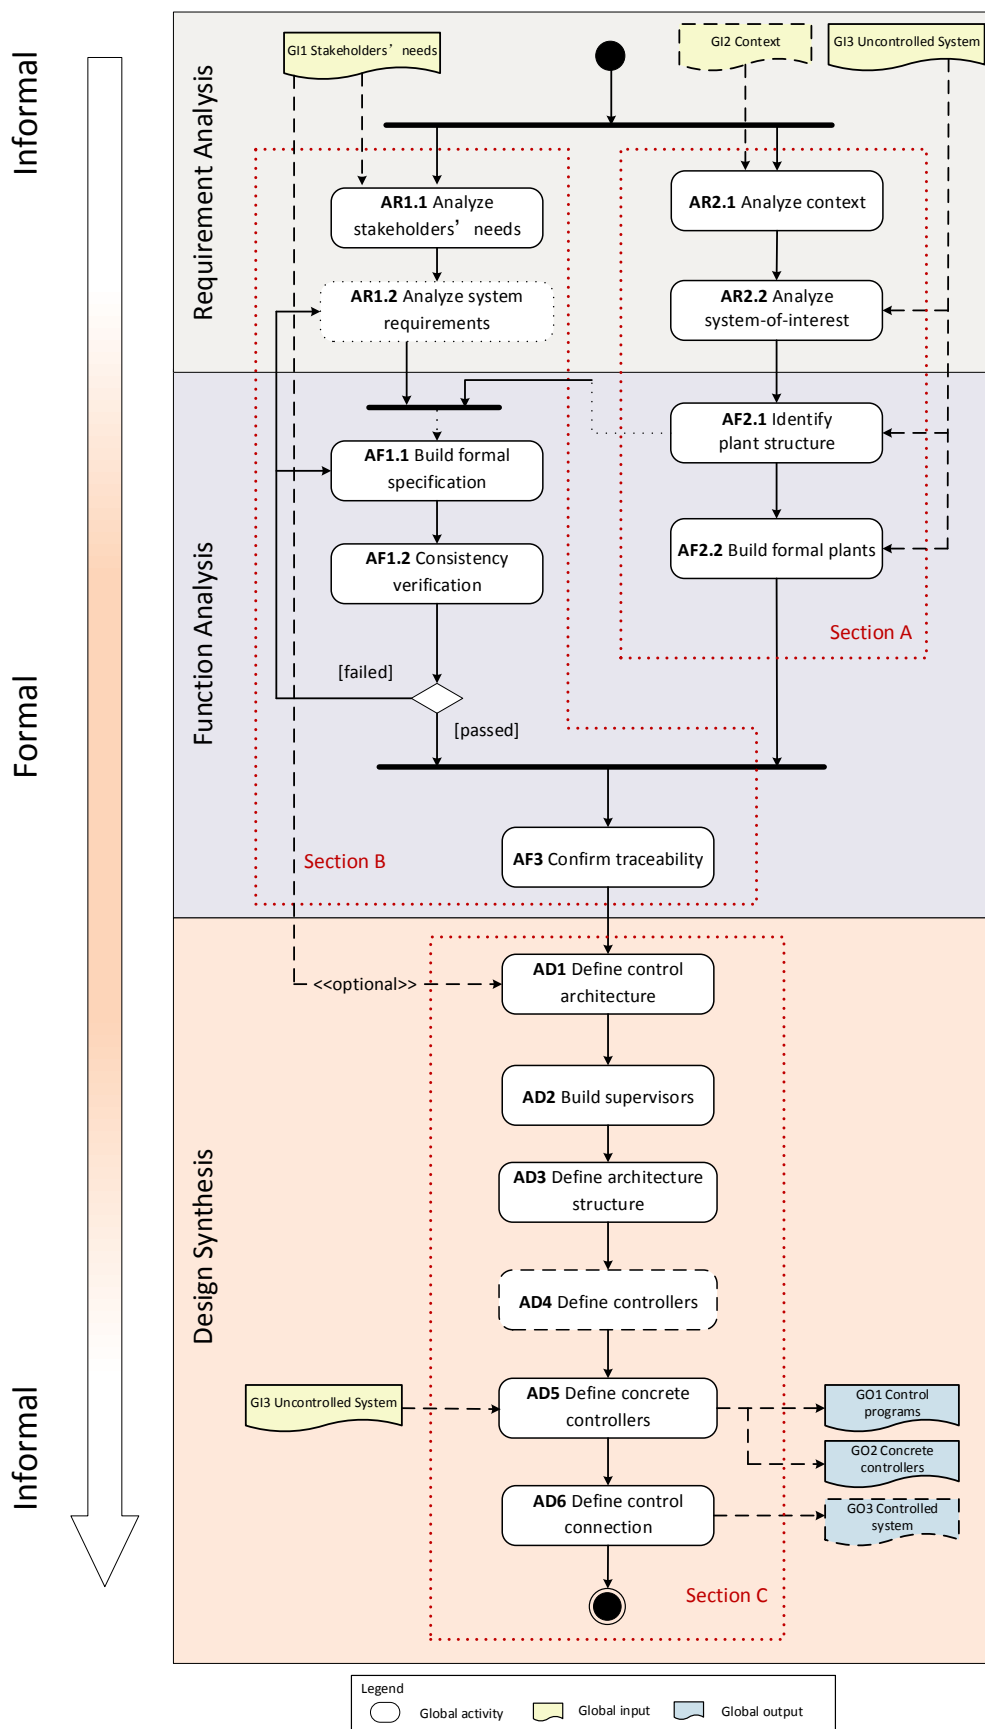 Informal
Formal
Informal
Requirement Analysis
GI1 Stakeholders' needs
GI2 Context
GI3 Uncontrolled System
AR1.1 Analyze
stakeholders' needs
AR2.1 Analyze context
AR1.2 Analyze system
requirements
AR2.2 Analyze
system-of-interest
Function Analysis
AF2.1 Identify
plant structure
AF1.1 Build formal
specification
AF2.2 Build formal plants
AF1.2 Consistency
verification
Section A
[failed]
[passed]
AF3 Confirm traceability
Section B
Design Synthesis
AD1 Define control
architecture
<<optional>>
AD2 Build supervisors
AD3 Define architecture
structure
AD4 Define controllers
GI3 Uncontrolled System
AD5 Define concrete
controllers
GO1 Control
programs
GO2 Concrete
controllers
AD6 Define control
connection
GO3 Controlled
system
Section C
Legend
Global activity
Global input
Global output